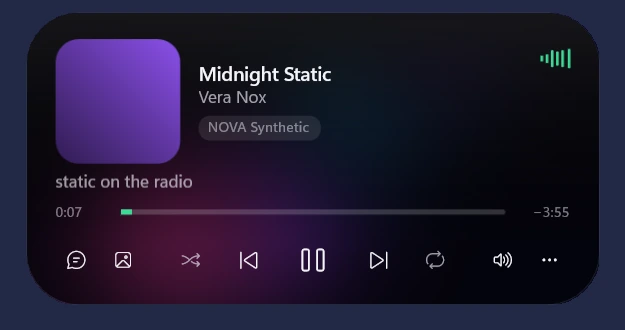 Midnight Static
Vera Nox
NOVA Synthetic
static on the radio
0:07
−3:55